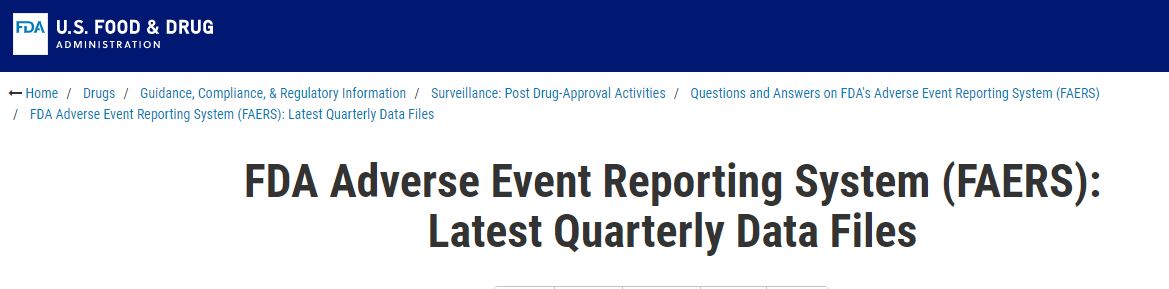 FDA U.S. FOOD & DRUG
ADMINISTRATION
Home / Drugs / Guidance, Compliance, & Regulatory Information / Surveillance: Post Drug-Approval Activities / Questions and Answers on FDA's Adverse Event Reporting System (FAERS)
/ FDA Adverse Event Reporting System (FAERS): Latest Quarterly Data Files
FDA Adverse Event Reporting System (FAERS):
Latest Quarterly Data Files